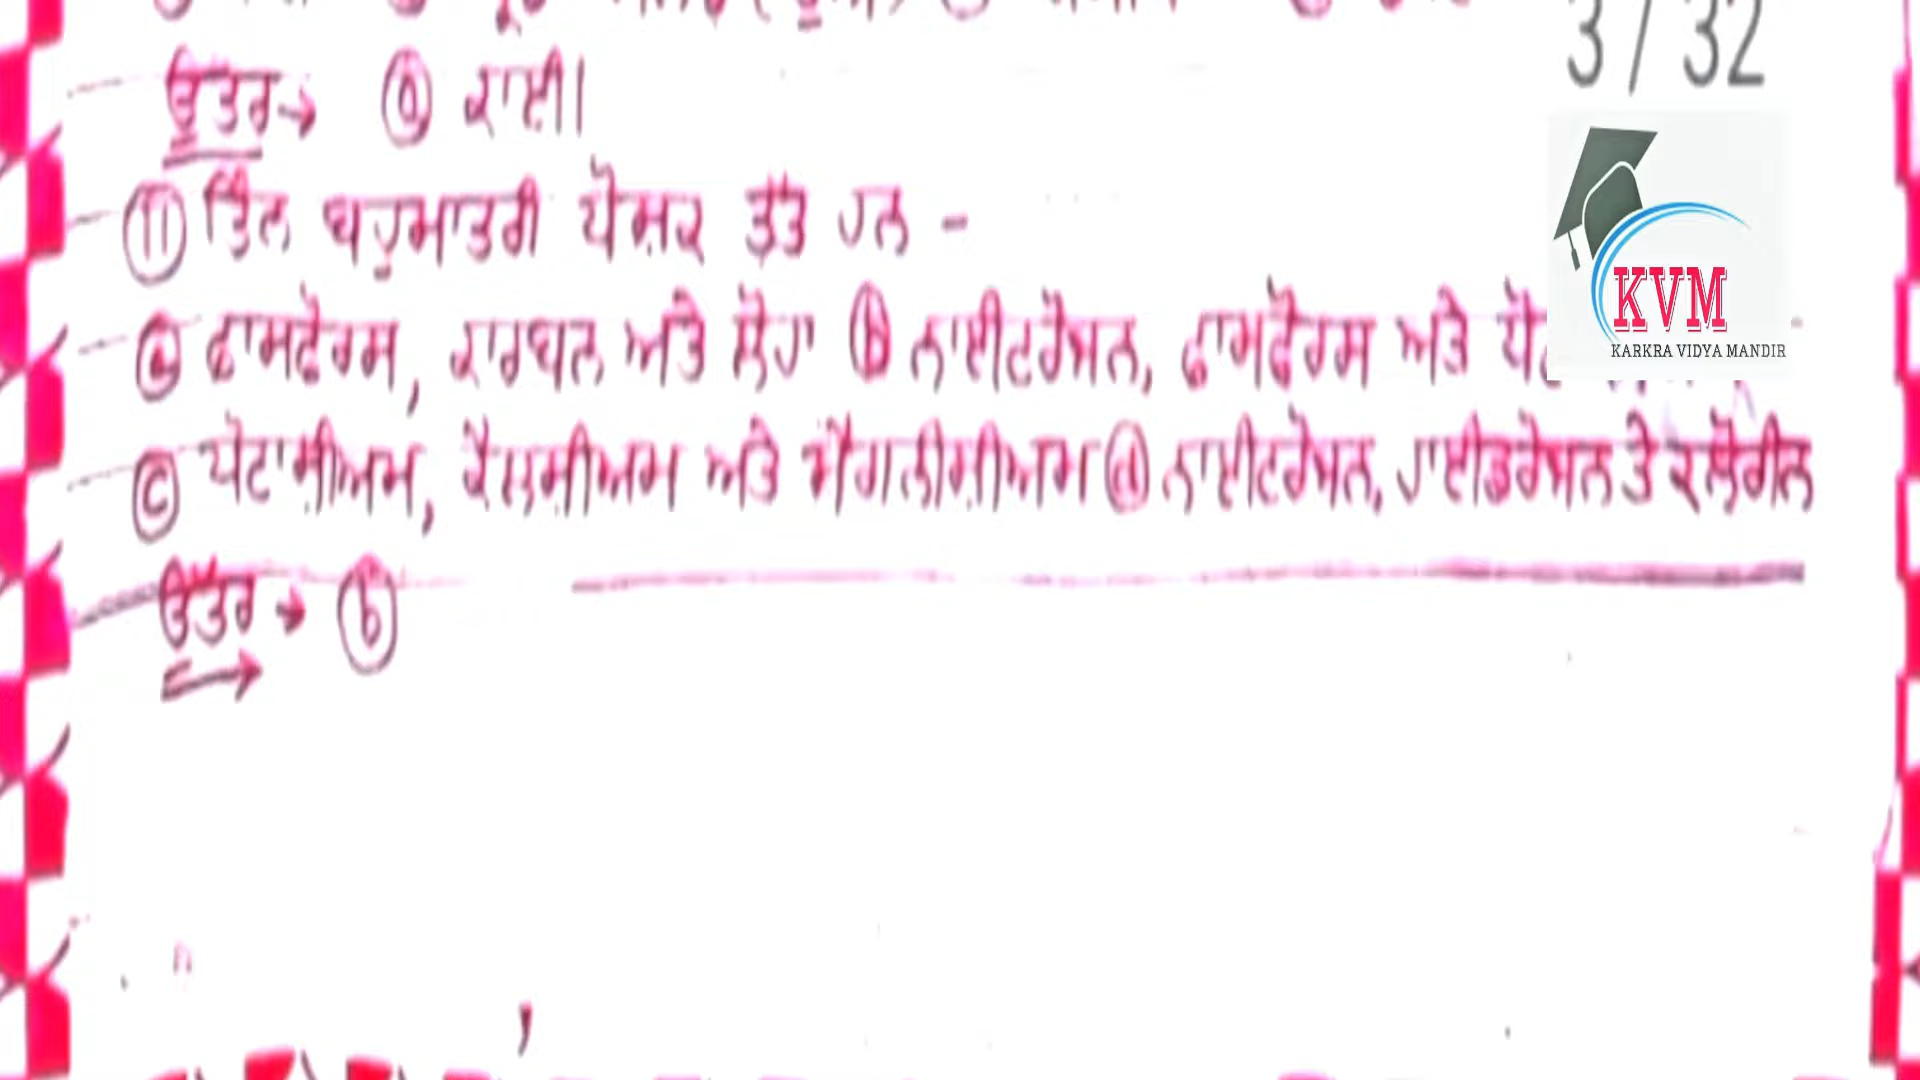 3 / 32
ਉੱਤਰ→ ⓐ ਕਾਈ।
⑪ ਤਿੰਨ ਬਹੁਮਾਤਰੀ ਪੋਸ਼ਕ ਤੱਤ ਹਨ -
ⓐ ਫਾਸਫੋਰਸ, ਕਾਰਬਨ ਅਤੇ ਲੋਹਾ ⓑ ਨਾਈਟਰੋਜਨ, ਫਾਸਫੋਰਸ ਅਤੇ
ⓒ ਪੋਟਾਸ਼ੀਅਮ, ਕੈਲਸ਼ੀਅਮ ਅਤੇ ਮੈਗਨੀਸ਼ੀਅਮ ⓓ ਨਾਈਟਰੋਜਨ, ਹਾਈਡਰੋਜਨ ਤੇ ਕਲੋਰੀਨ
ਉੱਤਰ → ⓑ
KVM
KARKRA VIDYA MANDIR